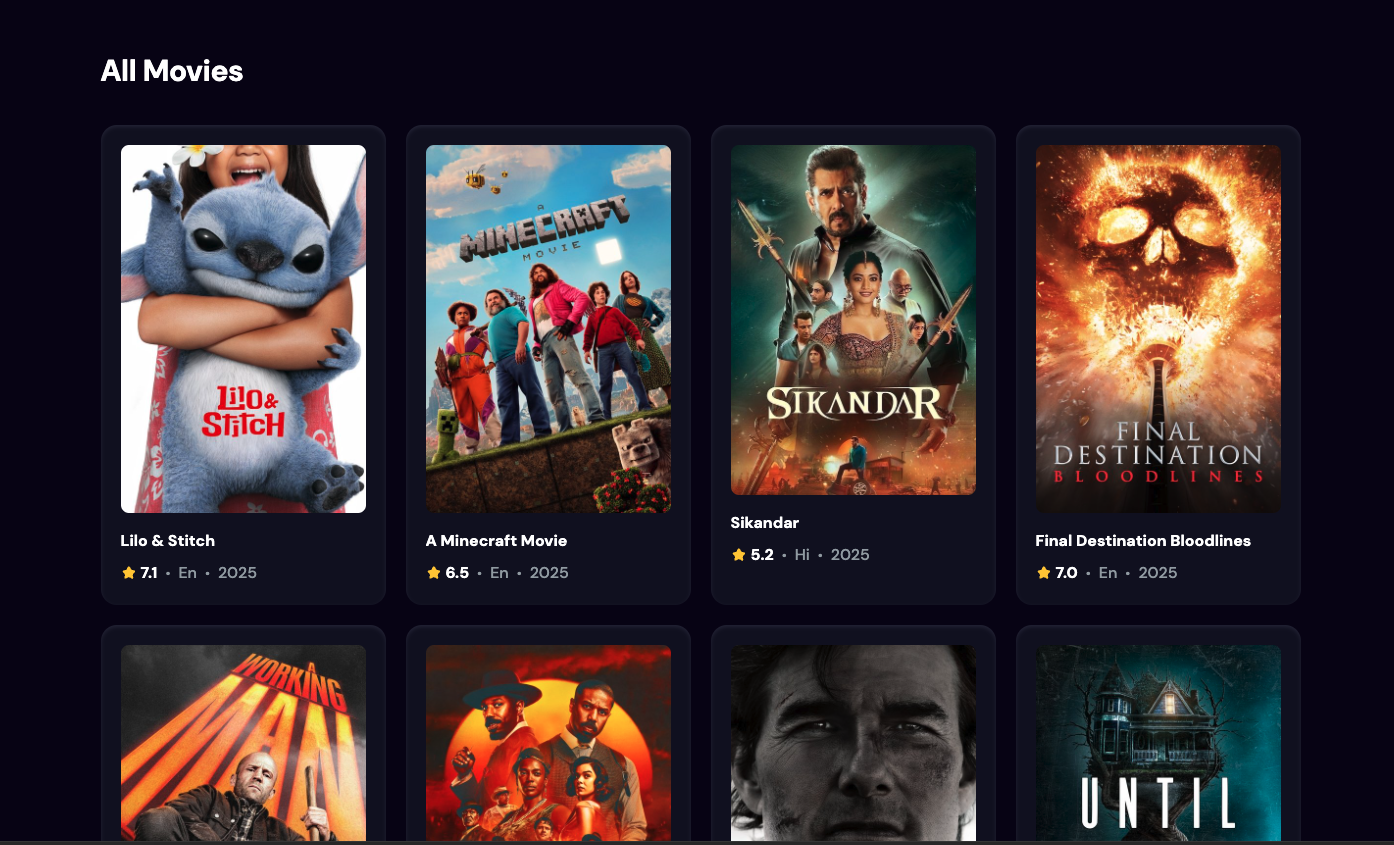 All Movies
Lilo &
Stitch
A
MINECRAFT
MOVIE
SIKANDAR
FINAL
DESTINATION
BLOODLINES
Lilo & Stitch
7.1 • En • 2025
A Minecraft Movie
6.5 • En • 2025
Sikandar
5.2 • Hi • 2025
Final Destination Bloodlines
7.0 • En • 2025
A
WORKING
MAN
UNTIL